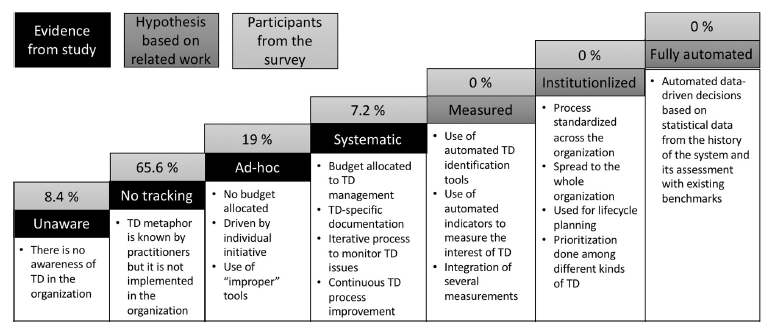 Evidence
from study
Hypothesis
based on
related work
Participants
from the
survey
8.4 %
Unaware
• There is no
awareness of
TD in the
organization
65.6 %
No tracking
• TD metaphor
is known by
practitioners
but it is not
implemented
in the
organization
19 %
Ad-hoc
• No budget
allocated
• Driven by
individual
initiative
• Use of
"improper"
tools
7.2 %
Systematic
• Budget allocated
to TD
management
• TD-specific
documentation
• Iterative process
to monitor TD
issues
• Continuous TD
process
improvement
0 %
Measured
• Use of
automated TD
identification
tools
• Use of
automated
indicators to
measure the
interest of TD
• Integration of
several
measurements
0 %
Institutionlized
• Process
standardized
across the
organization
• Spread to the
whole
organization
• Used for lifecycle
planning
• Prioritization
done among
different kinds
of TD
0 %
Fully automated
• Automated data-
driven decisions
based on
statistical data
from the history
of the system and
its assessment
with existing
benchmarks